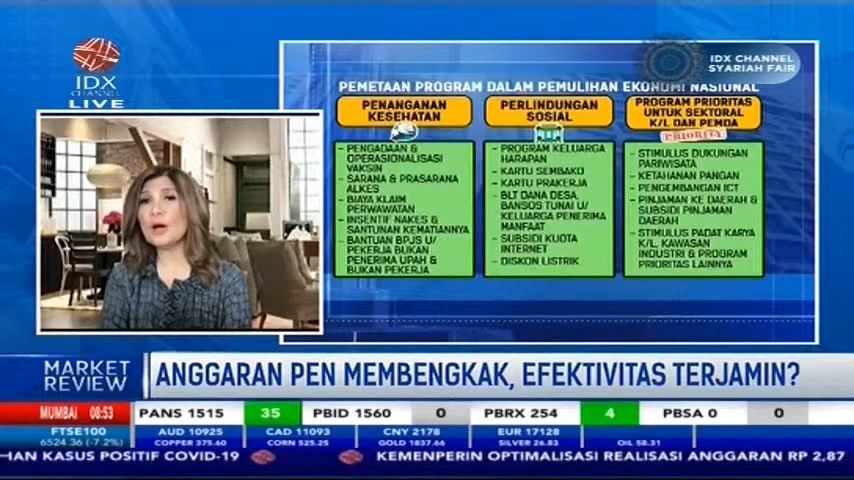 IDX
CHANNEL
LIVE
IDX CHANNEL
SYARIAH FAIR
PEMETAAN PROGRAM DALAM PEMULIHAN EKONOMI NASIONAL
PENANGANAN
KESEHATAN
- PENGADAAN &
OPERASIONALISASI
VAKSIN
- SARANA & PRASARANA
ALKES
- BIAYA KLAIM
PERWAWATAN
- INSENTIF NAKES &
SANTUNAN KEMATIANNYA
- BANTUAN BPJS U/
PEKERJA BUKAN
PENERIMA UPAH &
BUKAN PEKERJA
PERLINDUNGAN
SOSIAL
- PROGRAM KELUARGA
HARAPAN
- KARTU SEMBAKO
- KARTU PRAKERJA
- BLT DANA DESA,
BANSOS TUNAI U/
KELUARGA PENERIMA
MANFAAT
- SUBSIDI KUOTA
INTERNET
- DISKON LISTRIK
PROGRAM PRIORITAS
UNTUK SEKTORAL
K/L DAN PEMDA
PRIORITA
- STIMULUS DUKUNGAN
PARIWISATA
- KETAHANAN PANGAN
- PENGEMBANGAN ICT
- PINJAMAN KE DAERAH &
SUBSIDI PINJAMAN
DAERAH
- STIMULUS PADAT KARYA
K/L, KAWASAN
INDUSTRI & PROGRAM
PRIORITAS LAINNYA
MARKET
REVIEW
ANGGARAN PEN MEMBENGKAK, EFEKTIVITAS TERJAMIN?
MUMBAI 08:53 PANS 1515 35 PBID 1560 0 PBRX 254 4 PBSA 0 0
FTSE100 AUD 10925 CAD 11093 CNY 2178 EUR 17128
6524.36 (-7.2%) COPPER 375.60 CORN 525.25 GOLD 1837.66 SILVER 26.83 OIL 58.31
HAN KASUS POSITIF COVID-19 KEMENPERIN OPTIMALISASI REALISASI ANGGARAN RP 2,87